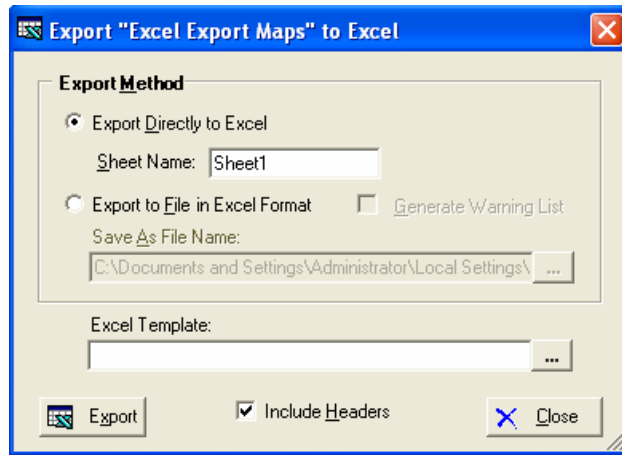 Export "Excel Export Maps" to Excel
Export Method
Export Directly to Excel
Sheet Name: Sheet1
Export to File in Excel Format Generate Warning List
Save As File Name:
C:\Documents and Settings\Administrator\Local Settings\ ...
Excel Template:
...
Export Include Headers Close